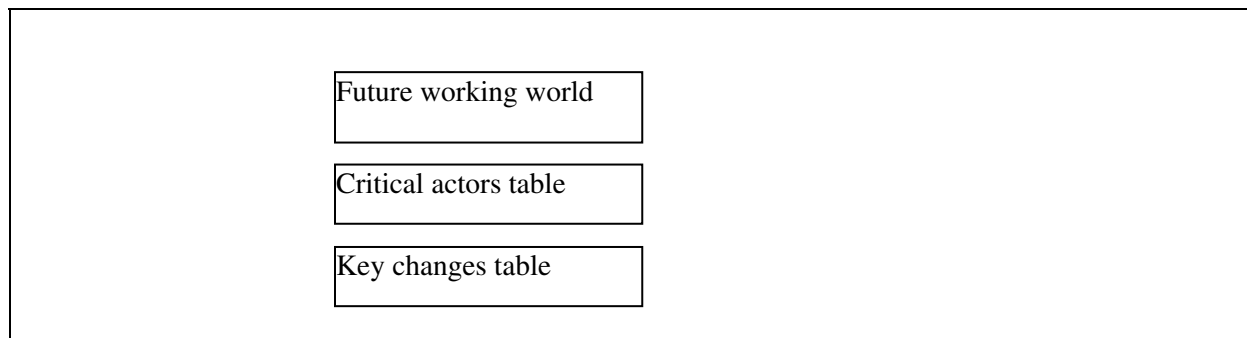 Future working world
Critical actors table
Key changes table